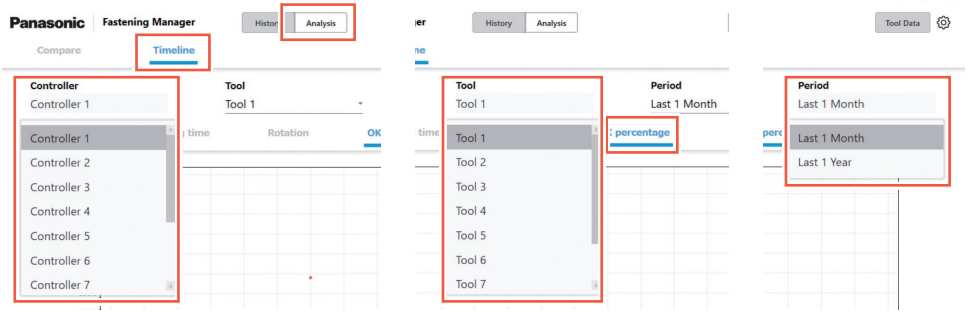 Panasonic Fastening Manager
History Analysis
Compare Timeline
Controller Tool
Controller 1 Tool 1
Controller 1
Controller 2
Controller 3
Controller 4
Controller 5
Controller 6
Controller 7
time Rotation OK
ger History Analysis
ne
Tool Period
Tool 1 Last 1 Month
time percentage
Tool 1
Tool 2
Tool 3
Tool 4
Tool 5
Tool 6
Tool 7
Tool Data
Period
Last 1 Month
perc
Last 1 Month
Last 1 Year